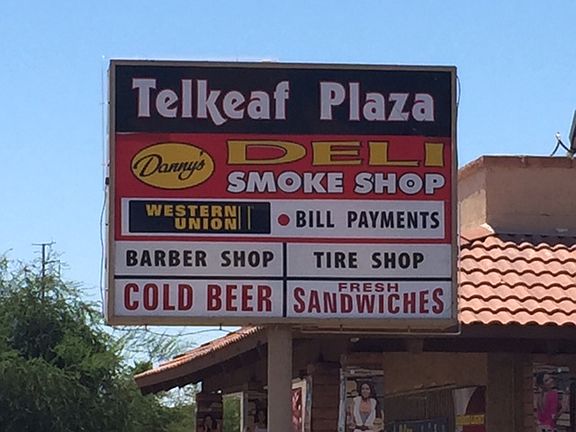 Telkeaf Plaza
Danny's DELI
SMOKE SHOP
WESTERN UNION
• BILL PAYMENTS
BARBER SHOP
TIRE SHOP
COLD BEER
FRESH
SANDWICHES